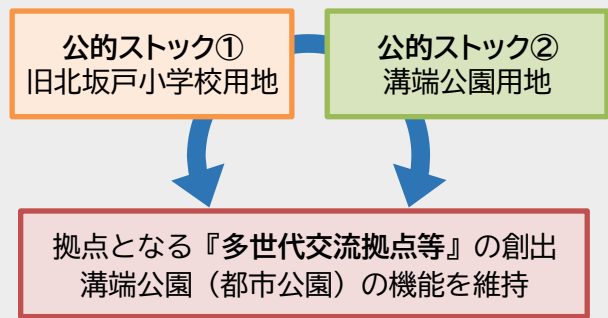 公的ストック①
旧北坂戸小学校用地
公的ストック②
溝端公園用地
拠点となる『多世代交流拠点等』の創出
溝端公園（都市公園）の機能を維持